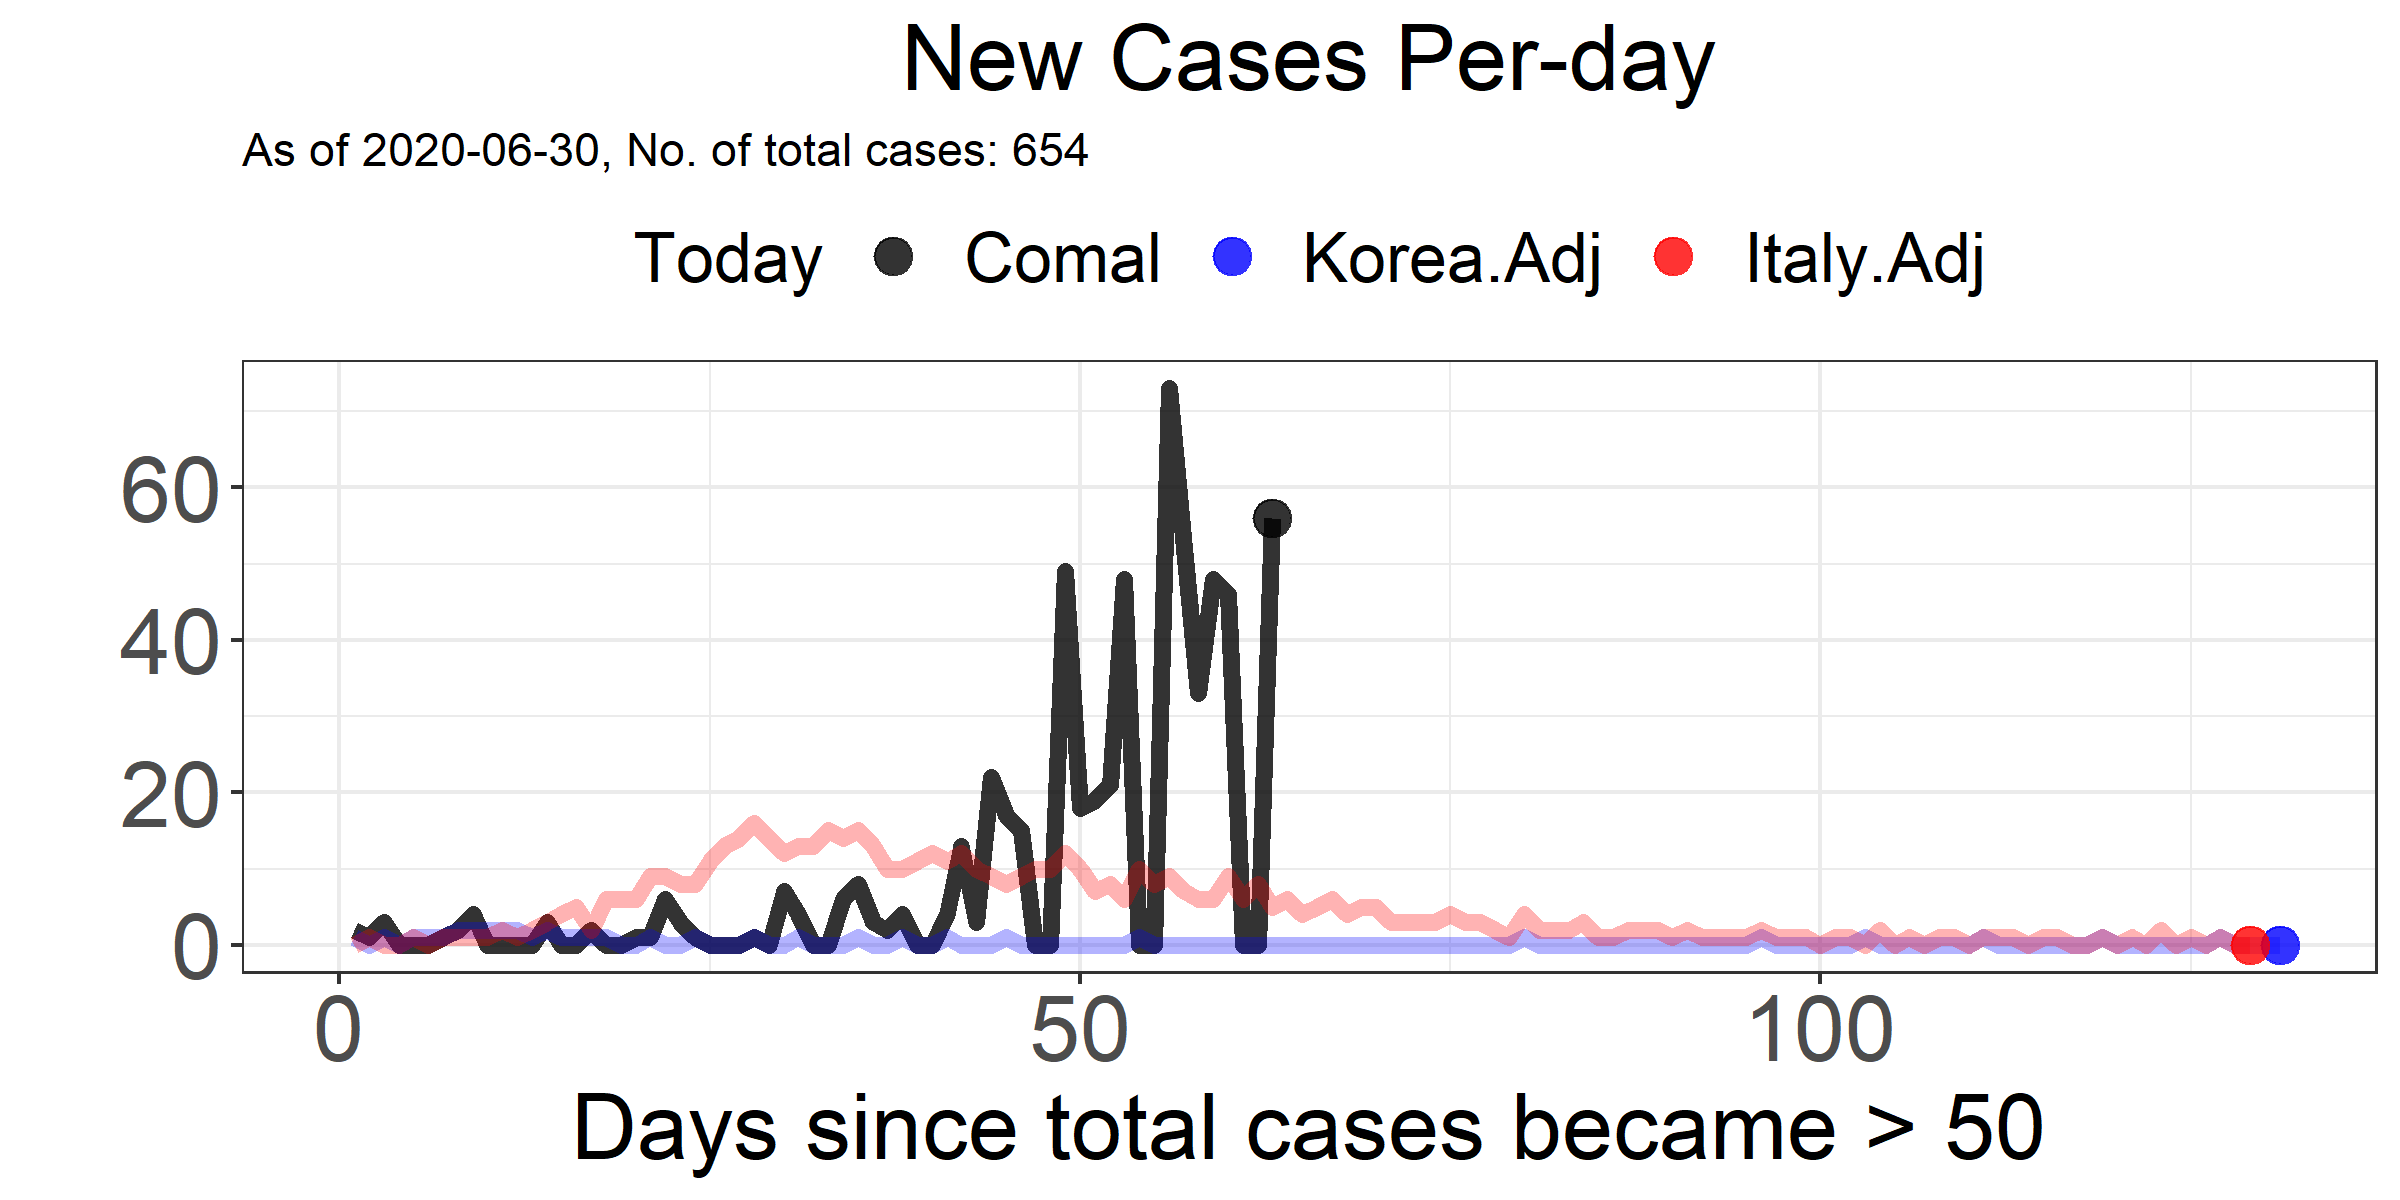 New Cases Per-day
As of 2020-06-30, No. of total cases: 654
Today Comal Korea.Adj Italy.Adj
60
40
20
0
0 50 100
Days since total cases became > 50